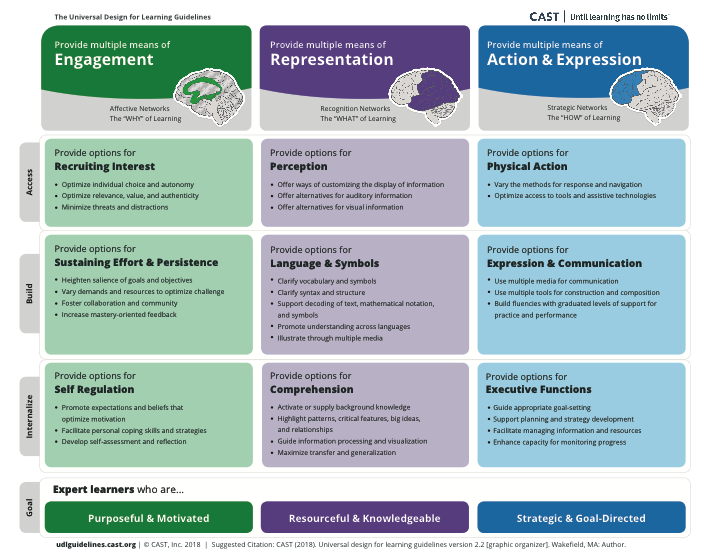 The Universal Design for Learning Guidelines
CAST | Until learning has no limits
Provide multiple means of
Engagement
Affective Networks
The "WHY" of Learning
Provide multiple means of
Representation
Recognition Networks
The "WHAT" of Learning
Provide multiple means of
Action & Expression
Strategic Networks
The "HOW" of Learning
Access
Provide options for
Recruiting Interest
• Optimize individual choice and autonomy
• Optimize relevance, value, and authenticity
• Minimize threats and distractions
Provide options for
Perception
• Offer ways of customizing the display of information
• Offer alternatives for auditory information
• Offer alternatives for visual information
Provide options for
Physical Action
• Vary the methods for response and navigation
• Optimize access to tools and assistive technologies
Build
Provide options for
Sustaining Effort & Persistence
• Heighten salience of goals and objectives
• Vary demands and resources to optimize challenge
• Foster collaboration and community
• Increase mastery-oriented feedback
Provide options for
Language & Symbols
• Clarify vocabulary and symbols
• Clarify syntax and structure
• Support decoding of text, mathematical notation,
and symbols
• Promote understanding across languages
• Illustrate through multiple media
Provide options for
Expression & Communication
• Use multiple media for communication
• Use multiple tools for construction and composition
• Build fluencies with graduated levels of support for
practice and performance
Internalize
Provide options for
Self Regulation
• Promote expectations and beliefs that
optimize motivation
• Facilitate personal coping skills and strategies
• Develop self-assessment and reflection
Provide options for
Comprehension
• Activate or supply background knowledge
• Highlight patterns, critical features, big ideas,
and relationships
• Guide information processing and visualization
• Maximize transfer and generalization
Provide options for
Executive Functions
• Guide appropriate goal-setting
• Support planning and strategy development
• Facilitate managing information and resources
• Enhance capacity for monitoring progress
Goal
Expert learners who are...
Purposeful & Motivated
Resourceful & Knowledgeable
Strategic & Goal-Directed
udlguidelines.cast.org | © CAST, Inc. 2018 | Suggested Citation: CAST (2018). Universal design for learning guidelines version 2.2 [graphic organizer]. Wakefield, MA: Author.